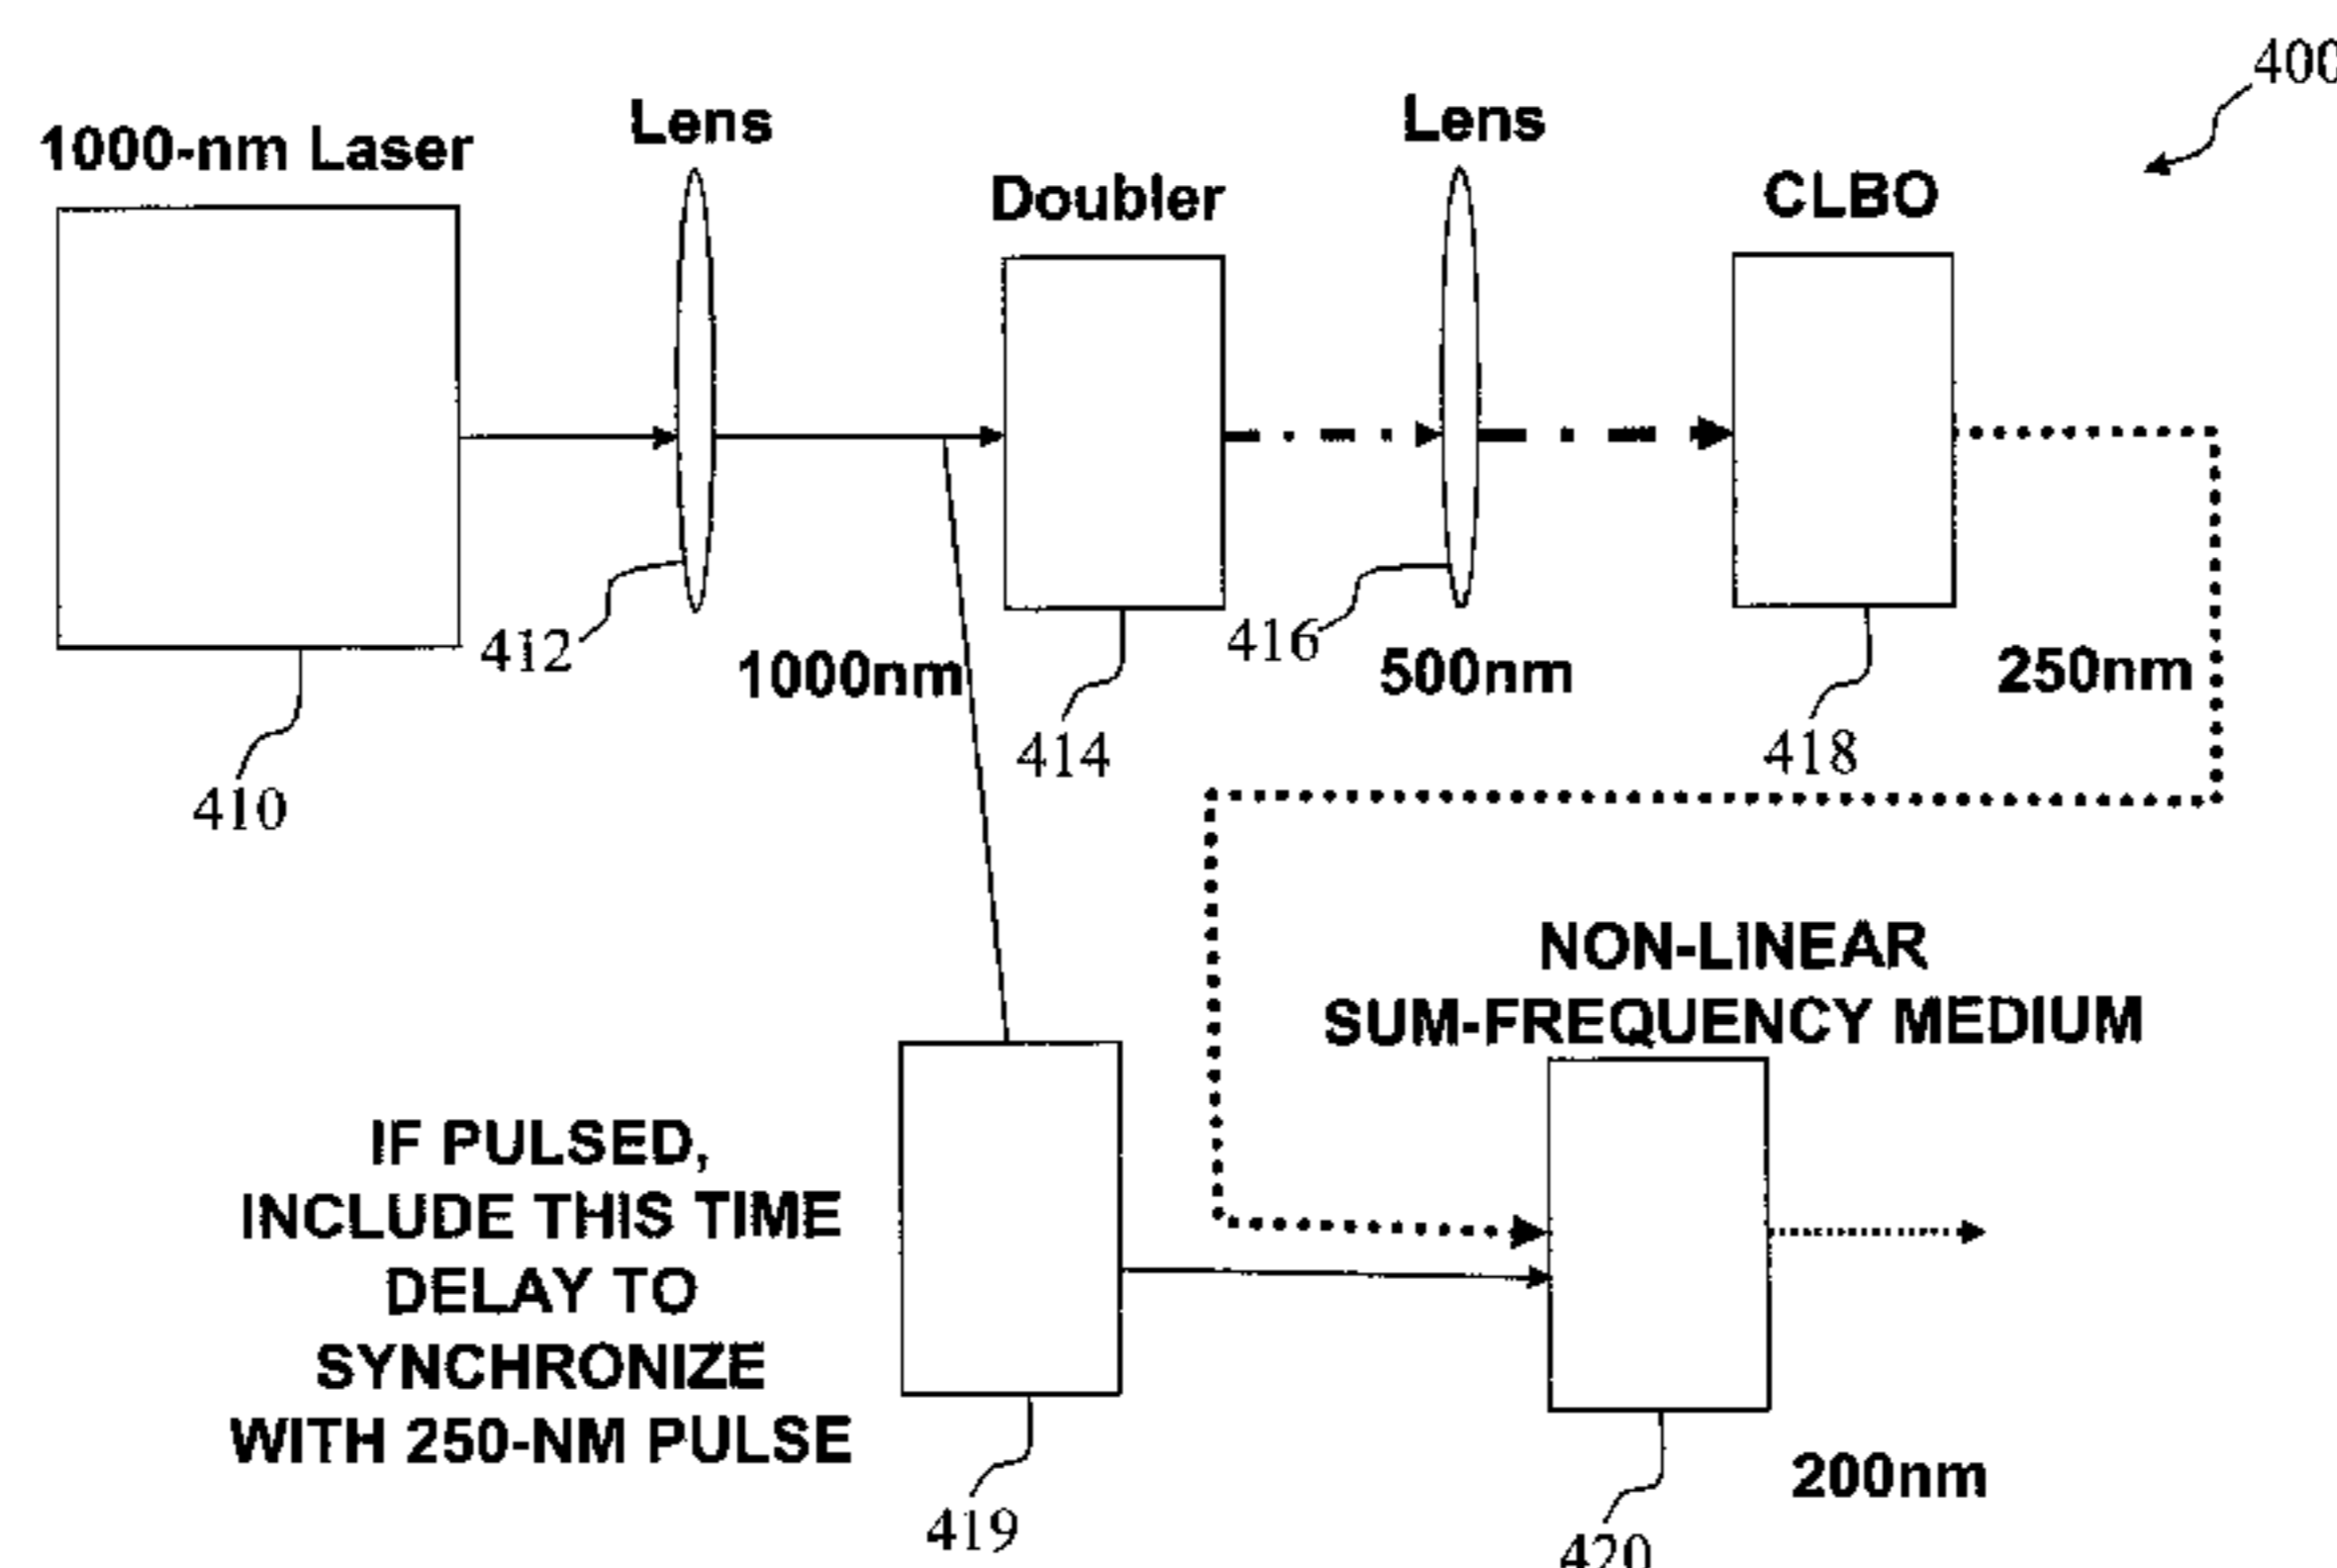 400
1000-nm Laser
Lens
Doubler
Lens
CLBO
412
1000nm
416
500nm
250nm
410
414
418
NON-LINEAR
SUM-FREQUENCY MEDIUM
IF PULSED,
INCLUDE THIS TIME
DELAY TO
SYNCHRONIZE
WITH 250-NM PULSE
419
200nm
420